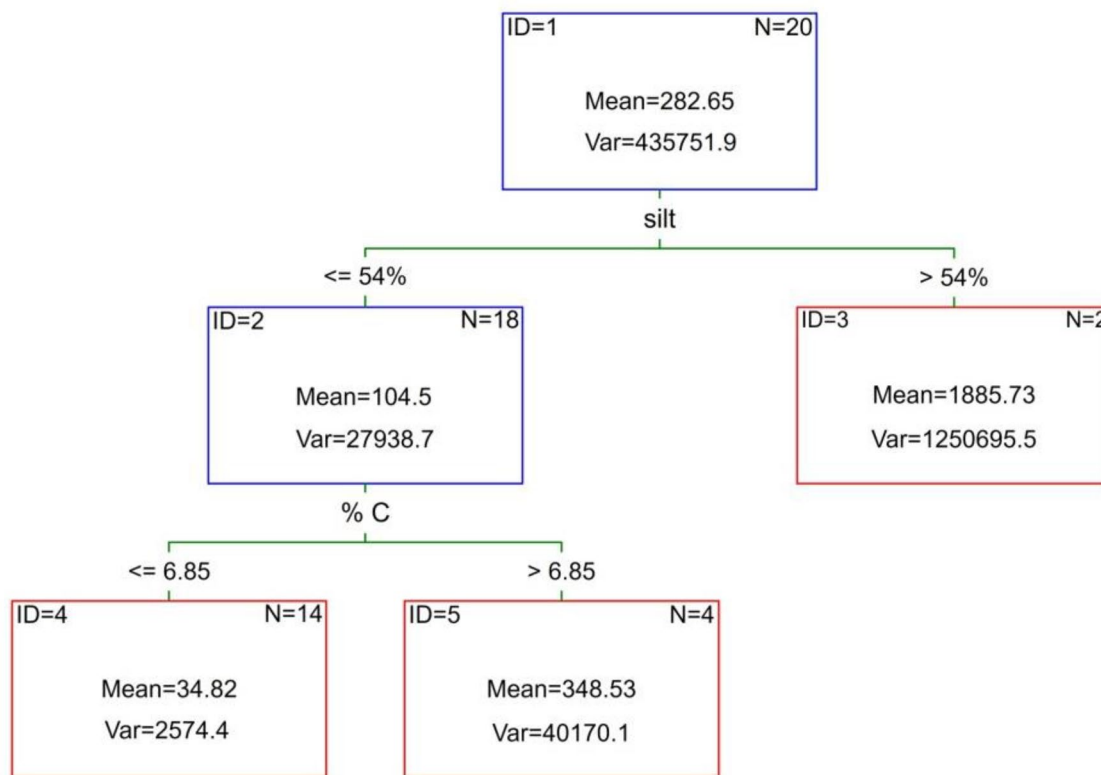 ID=1 N=20
Mean=282.65
Var=435751.9
silt
<= 54% > 54%
ID=2 N=18
Mean=104.5
Var=27938.7
ID=3 N=2
Mean=1885.73
Var=1250695.5
% C
<= 6.85 > 6.85
ID=4 N=14
Mean=34.82
Var=2574.4
ID=5 N=4
Mean=348.53
Var=40170.1